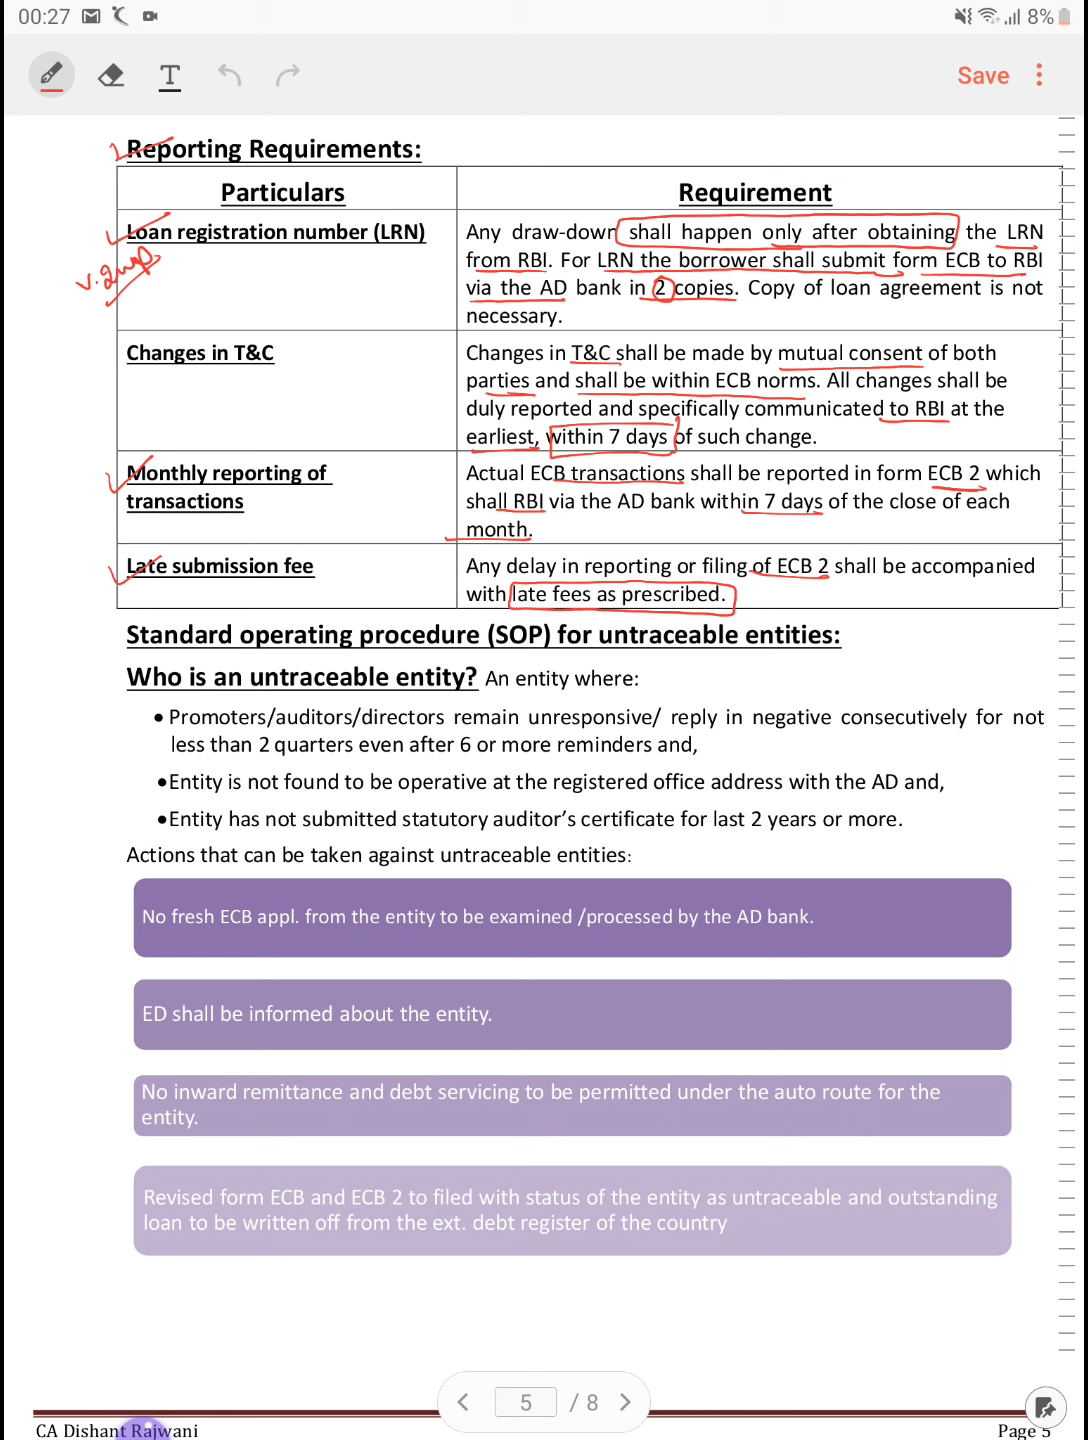 00:27
8%
T
Save
Reporting Requirements:
Particulars
Requirement
Loan registration number (LRN)
v. imp
Any draw-down shall happen only after obtaining the LRN
from RBI. For LRN the borrower shall submit form ECB to RBI
via the AD bank in 2 copies. Copy of loan agreement is not
necessary.
Changes in T&C
Changes in T&C shall be made by mutual consent of both
parties and shall be within ECB norms. All changes shall be
duly reported and specifically communicated to RBI at the
earliest, within 7 days of such change.
Monthly reporting of
transactions
Actual ECB transactions shall be reported in form ECB 2 which
shall RBI via the AD bank within 7 days of the close of each
month.
Late submission fee
Any delay in reporting or filing of ECB 2 shall be accompanied
with late fees as prescribed.
Standard operating procedure (SOP) for untraceable entities:
Who is an untraceable entity? An entity where:
• Promoters/auditors/directors remain unresponsive/ reply in negative consecutively for not
less than 2 quarters even after 6 or more reminders and,
• Entity is not found to be operative at the registered office address with the AD and,
• Entity has not submitted statutory auditor’s certificate for last 2 years or more.
Actions that can be taken against untraceable entities:
No fresh ECB appl. from the entity to be examined /processed by the AD bank.
ED shall be informed about the entity.
No inward remittance and debt servicing to be permitted under the auto route for the
entity.
Revised form ECB and ECB 2 to filed with status of the entity as untraceable and outstanding
loan to be written off from the ext. debt register of the country
< 5 / 8 >
CA Dishant Rajwani
Page 5